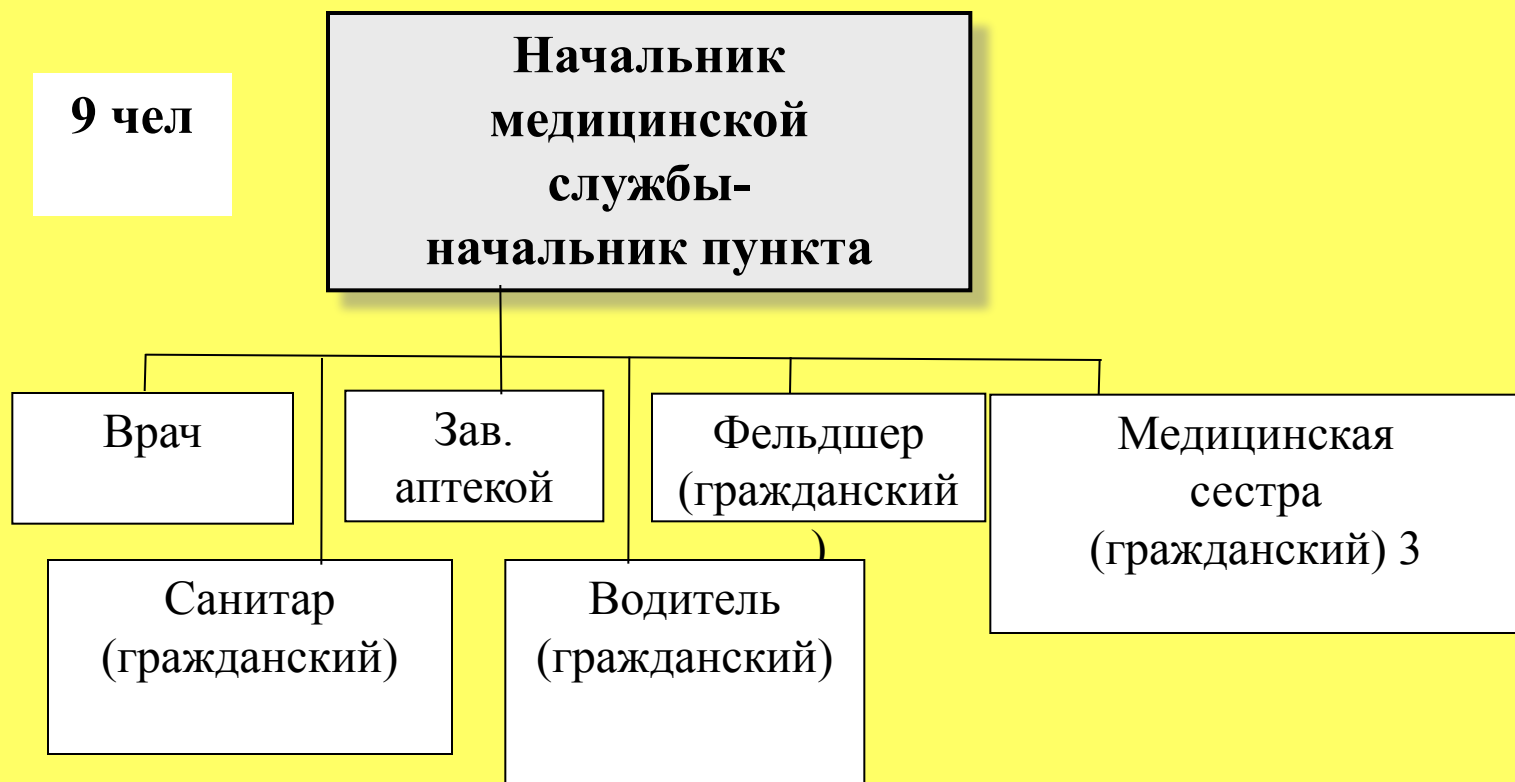 9 чел
Начальник
медицинской
службы-
начальник пункта
Врач
Зав.
аптекой
Фельдшер
(гражданский
)
Медицинская
сестра
(гражданский) 3
Санитар
(гражданский)
Водитель
(гражданский)